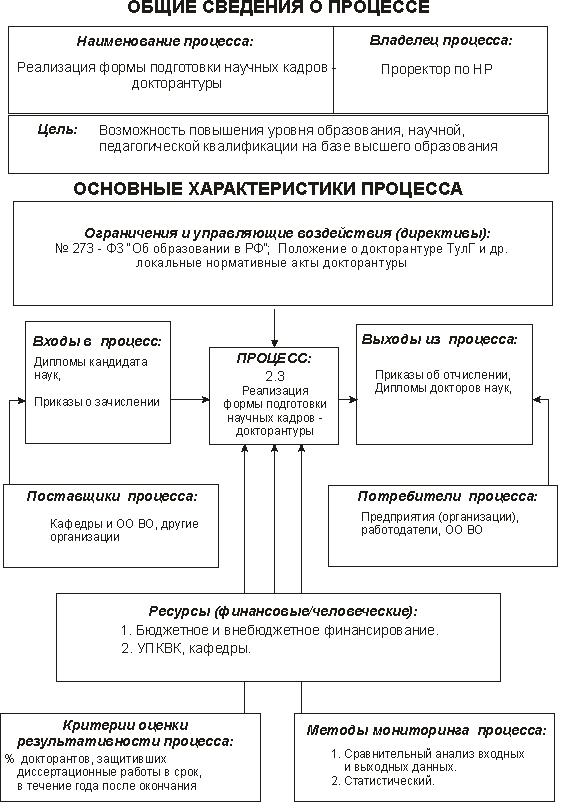 ОБЩИЕ СВЕДЕНИЯ О ПРОЦЕССЕ
Наименование процесса:
Реализация формы подготовки научных кадров -
докторантуры
Владелец процесса:
Проректор по НР
Цель: Возможность повышения уровня образования, научной,
педагогической квалификации на базе высшего образования
ОСНОВНЫЕ ХАРАКТЕРИСТИКИ ПРОЦЕССА
Ограничения и управляющие воздействия (директивы):
№ 273 - ФЗ "Об образовании в РФ"; Положение о докторантуре ТулГ и др.
локальные нормативные акты докторантуры
Входы в процесс:
Дипломы кандидата
наук,
Приказы о зачислении
ПРОЦЕСС:
2.3
Реализация
формы подготовки
научных кадров -
докторантуры
Выходы из процесса:
Приказы об отчислении,
Дипломы докторов наук,
Поставщики процесса:
Кафедры и ОО ВО, другие
организации
Потребители процесса:
Предприятия (организации),
работодатели, ОО ВО
Ресурсы (финансовые/человеческие):
1. Бюджетное и внебюджетное финансирование.
2. УПКВК, кафедры.
Критерии оценки
результативности процесса:
% докторантов, защитивших
диссертационные работы в срок,
в течение года после окончания
Методы мониторинга процесса:
1. Сравнительный анализ входных
и выходных данных.
2. Статистический.